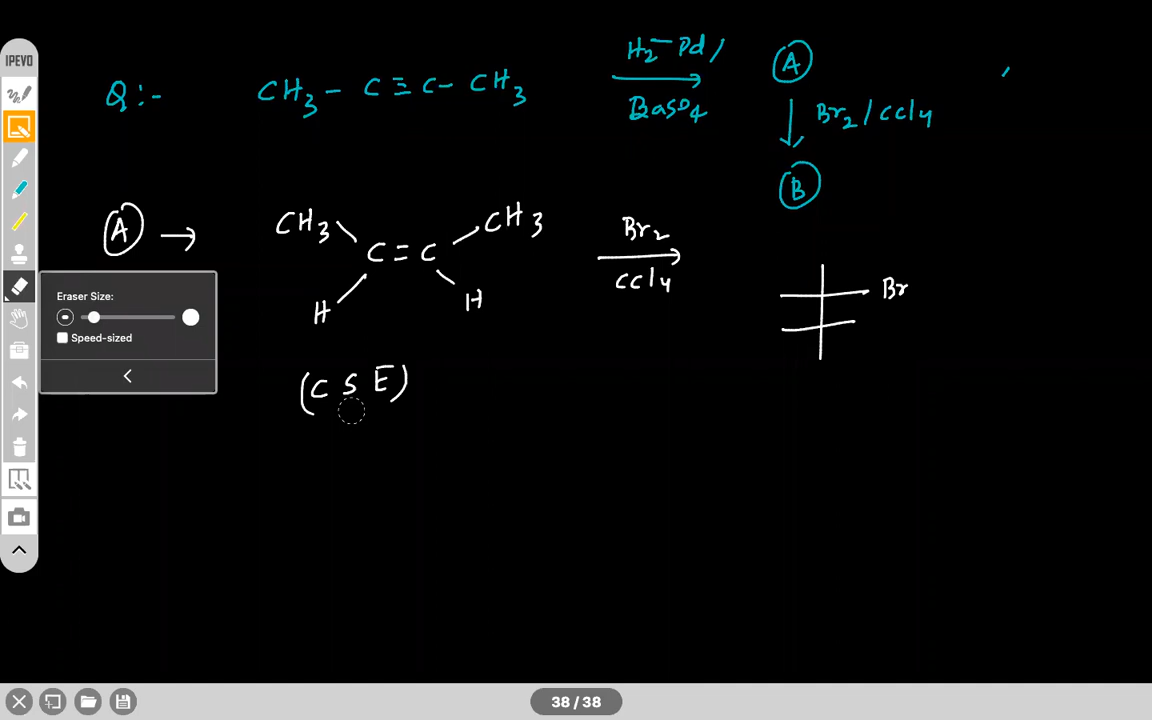 IPEVO
Q:- CH3 - C ≡ C - CH3 H2 - Pd / BaSO4 A
Br2 / CCl4
B
A → CH3 CH3
C = C
H H
Br2
CCl4
Br
Eraser Size:
Speed-sized
(C S E)
38 / 38